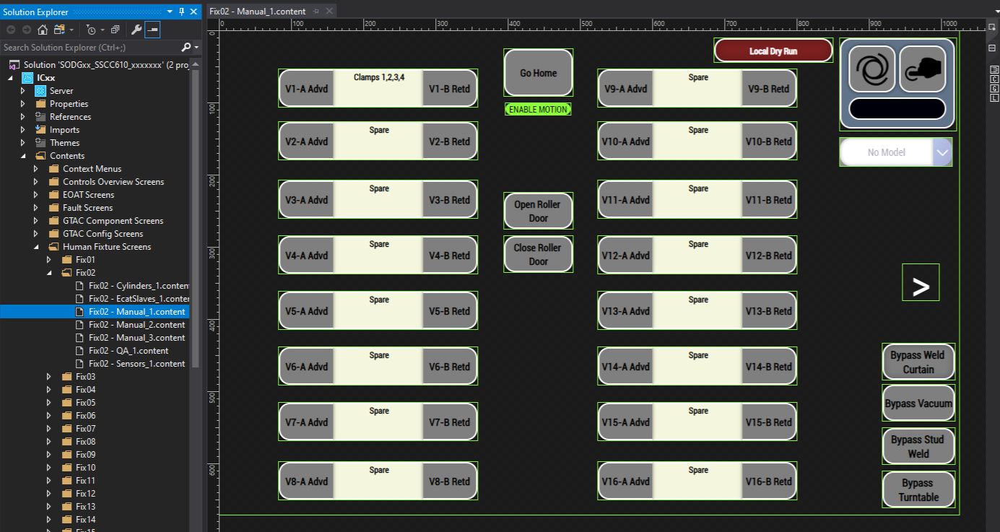 Solution Explorer
Search Solution Explorer (Ctrl+;)
Solution 'SODGxx_SSCC610_xxxxxxx' (2 proj
ICxx
Server
Properties
References
Imports
Themes
Contents
Context Menus
Controls Overview Screens
EOAT Screens
Fault Screens
GTAC Component Screens
GTAC Config Screens
Human Fixture Screens
Fix01
Fix02
Fix02 - Cylinders_1.content
Fix02 - EcatSlaves_1.conter
Fix02 - Manual_1.content
Fix02 - Manual_2.content
Fix02 - Manual_3.content
Fix02 - QA_1.content
Fix02 - Sensors_1.content
Fix03
Fix04
Fix05
Fix06
Fix07
Fix08
Fix09
Fix10
Fix11
Fix12
Fix13
Fix14
Fix15
Fix02 - Manual_1.content
0 100 200 300 400 500 600 700 800 900 1000
0
100
200
300
400
500
600
V1-A Advd
Clamps 1,2,3,4
V1-B Retd
V2-A Advd
Spare
V2-B Retd
V3-A Advd
Spare
V3-B Retd
V4-A Advd
Spare
V4-B Retd
V5-A Advd
Spare
V5-B Retd
V6-A Advd
Spare
V6-B Retd
V7-A Advd
Spare
V7-B Retd
V8-A Advd
Spare
V8-B Retd
Go Home
ENABLE MOTION
Open Roller
Door
Close Roller
Door
V9-A Advd
Spare
V9-B Retd
V10-A Advd
Spare
V10-B Retd
V11-A Advd
Spare
V11-B Retd
V12-A Advd
Spare
V12-B Retd
V13-A Advd
Spare
V13-B Retd
V14-A Advd
Spare
V14-B Retd
V15-A Advd
Spare
V15-B Retd
V16-A Advd
Spare
V16-B Retd
Local Dry Run
No Model
>
Bypass Weld
Curtain
Bypass Vacuum
Bypass Stud
Weld
Bypass
Turntable
C
G
L